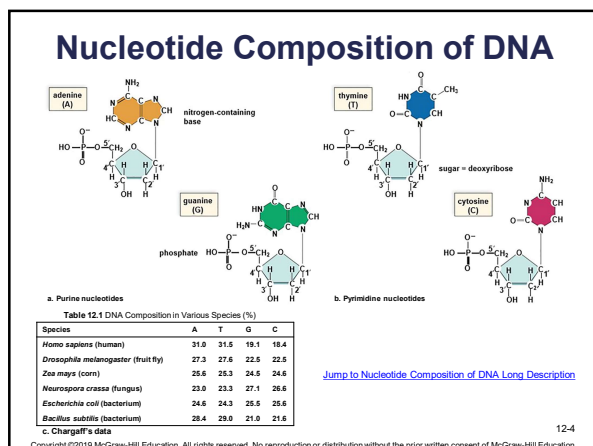 Nucleotide Composition of DNA
adenine
(A)
NH2
C
N
C
N
HC
C
CH
N
N
nitrogen-containing
base
O–
HO P O 5′ CH2 O
O
4′ C H H C 1′
H H
3′ C C 2′
OH H
thymine
(T)
O
C
HN
C
CH3
O C
CH
N
O–
HO P O 5′ CH2 O
O
4′ C H H C 1′
H H
3′ C C 2′
OH H
sugar = deoxyribose
guanine
(G)
O
C
N
HN
C
CH
H2N C
C
N
N
phosphate
O–
HO P O 5′ CH2 O
O
4′ C H H C 1′
H H
3′ C C 2′
OH H
cytosine
(C)
NH2
C
N
CH
O C
CH
N
O–
HO P O 5′ CH2 O
O
4′ C H H C 1′
H H
3′ C C 2′
OH H
a. Purine nucleotides
b. Pyrimidine nucleotides
Table 12.1 DNA Composition in Various Species (%)
Species A T G C
Homo sapiens (human) 31.0 31.5 19.1 18.4
Drosophila melanogaster (fruit fly) 27.3 27.6 22.5 22.5
Zea mays (corn) 25.6 25.3 24.5 24.6
Neurospora crassa (fungus) 23.0 23.3 27.1 26.6
Escherichia coli (bacterium) 24.6 24.3 25.5 25.6
Bacillus subtilis (bacterium) 28.4 29.0 21.0 21.6
c. Chargaff's data
Jump to Nucleotide Composition of DNA Long Description
12-4
Copyright ©2019 McGraw-Hill Education. All rights reserved. No reproduction or distribution without the prior written consent of McGraw-Hill Education.